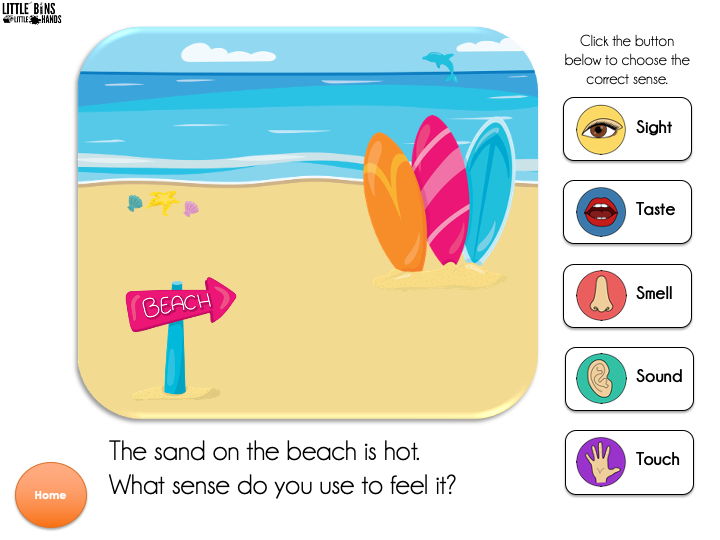 LITTLE BINS
FOR LITTLE HANDS
Click the button
below to choose the
correct sense.
Sight
Taste
Smell
Sound
Touch
BEACH
The sand on the beach is hot.
What sense do you use to feel it?
Home